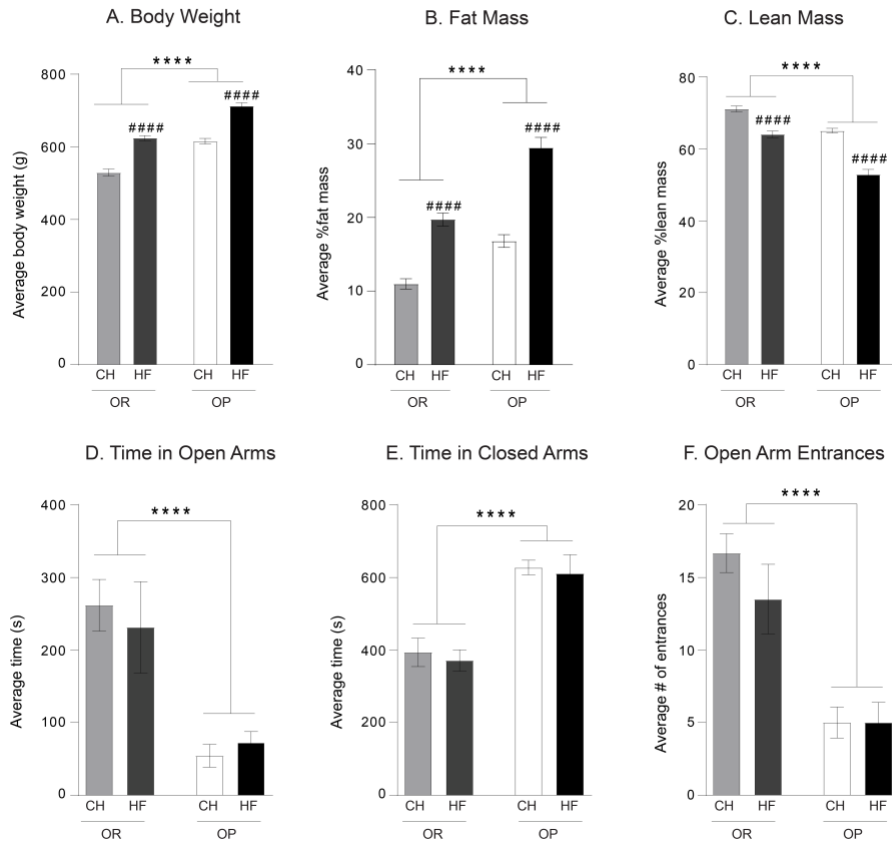 A. Body Weight
****
####
####
800
600
400
200
0
Average body weight (g)
CH HF CH HF
OR OP
B. Fat Mass
****
####
####
40
30
20
10
0
Average %fat mass
CH HF CH HF
OR OP
C. Lean Mass
****
####
####
80
60
40
20
0
Average %lean mass
CH HF CH HF
OR OP
D. Time in Open Arms
****
400
300
200
100
0
Average time (s)
CH HF CH HF
OR OP
E. Time in Closed Arms
****
800
600
400
200
0
Average time (s)
CH HF CH HF
OR OP
F. Open Arm Entrances
****
20
15
10
5
0
Average # of entrances
CH HF CH HF
OR OP